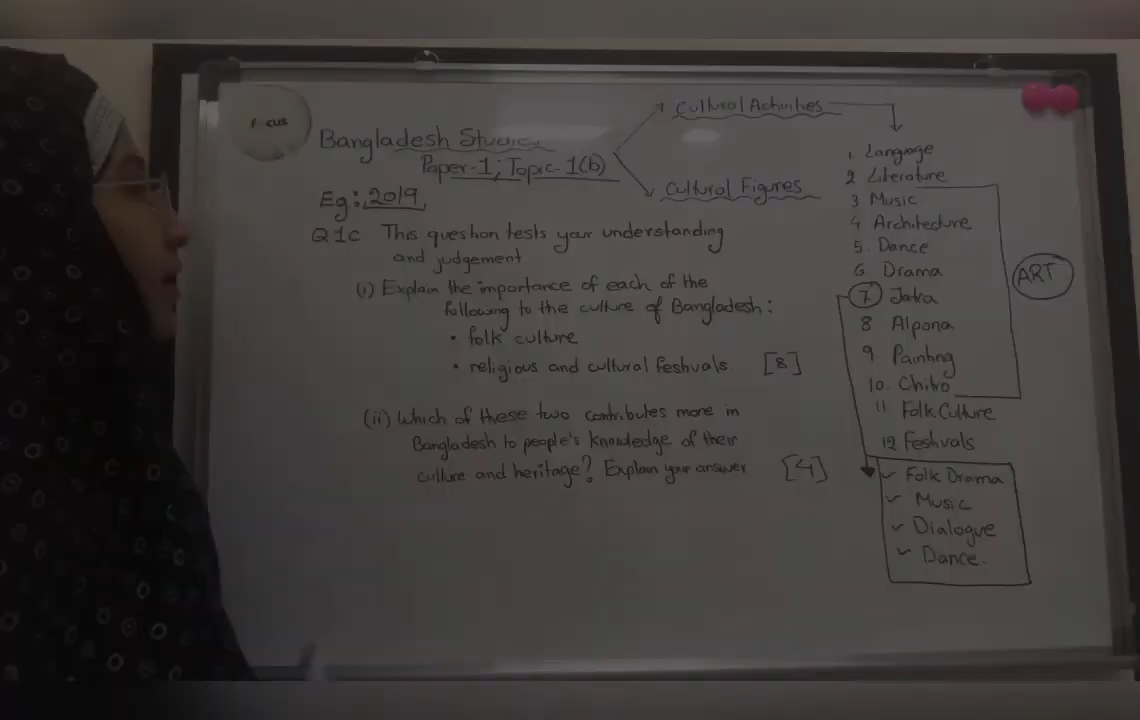 Focus
Bangladesh Studies
Paper-1; Topic-1(b)
Cultural Activities
Cultural Figures
Eg: 2019
Q1c This question tests your understanding
and judgement
(i) Explain the importance of each of the
following to the culture of Bangladesh:
• folk culture
• religious and cultural festivals [8]
(ii) Which of these two contributes more in
Bangladesh to people's knowledge of their
culture and heritage? Explain your answer [4]
1. Language
2 Literature
3 Music
4 Architecture
5. Dance
6. Drama
7 Jatra
8 Alpona
9. Painting
10. Chitro
11 Folk Culture
12 Festivals
ART
✓ Folk Drama
✓ Music
✓ Dialogue
✓ Dance.